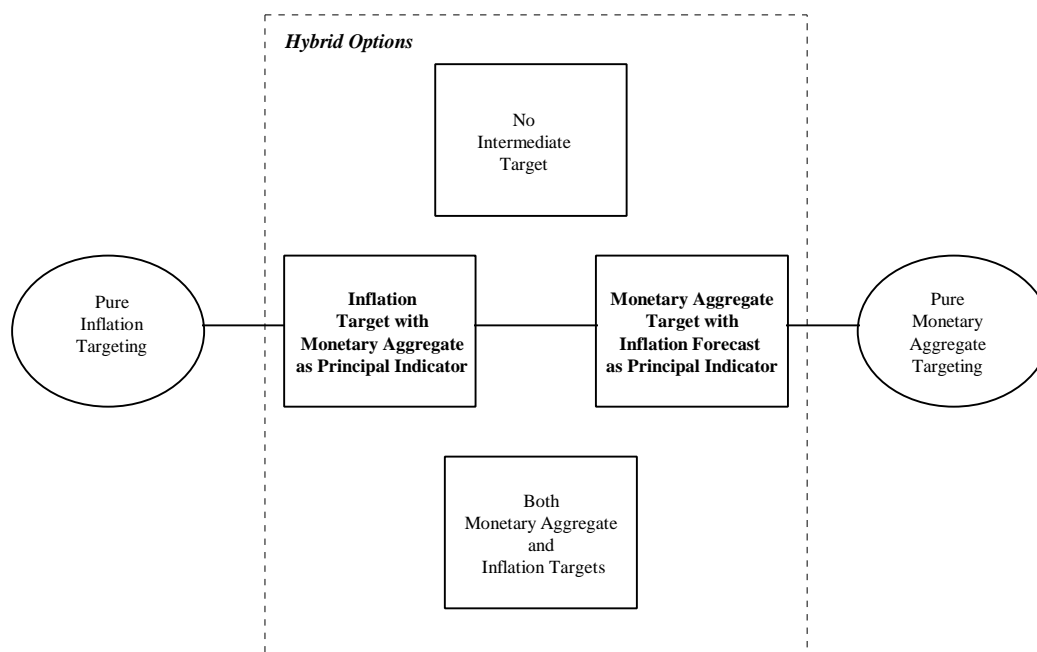 Hybrid Options
No
Intermediate
Target
Pure
Inflation
Targeting
Inflation
Target with
Monetary Aggregate
as Principal Indicator
Monetary Aggregate
Target with
Inflation Forecast
as Principal Indicator
Pure
Monetary
Aggregate
Targeting
Both
Monetary Aggregate
and
Inflation Targets